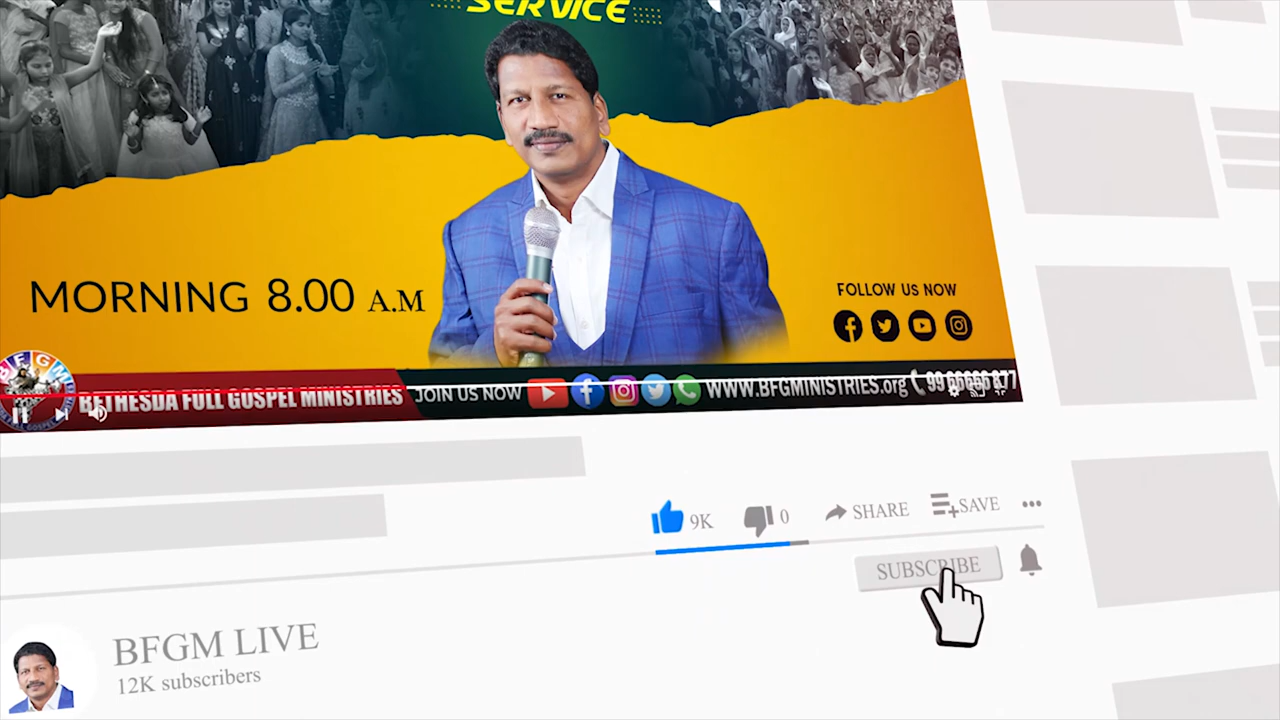 SERVICE
MORNING 8.00 A.M
FOLLOW US NOW
BFGM
BETHESDA FULL GOSPEL MINISTRIES
JOIN US NOW
WWW.BFGMINISTRIES.org
9K
0
SHARE
SAVE
SUBSCRIBE
BFGM LIVE
12K subscribers